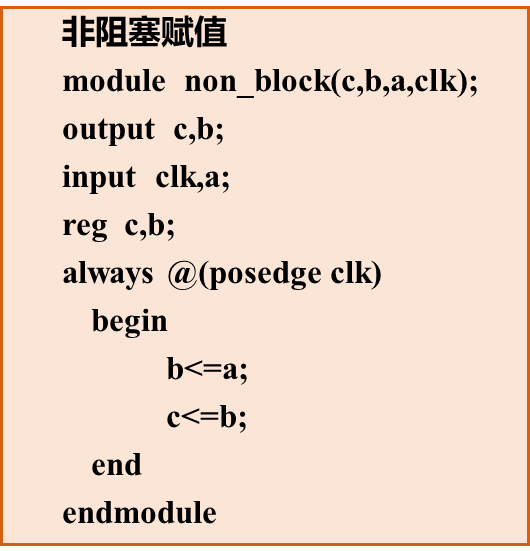 非阻塞赋值
module non_block(c,b,a,clk);
output c,b;
input clk,a;
reg c,b;
always @(posedge clk)
begin
b<=a;
c<=b;
end
endmodule